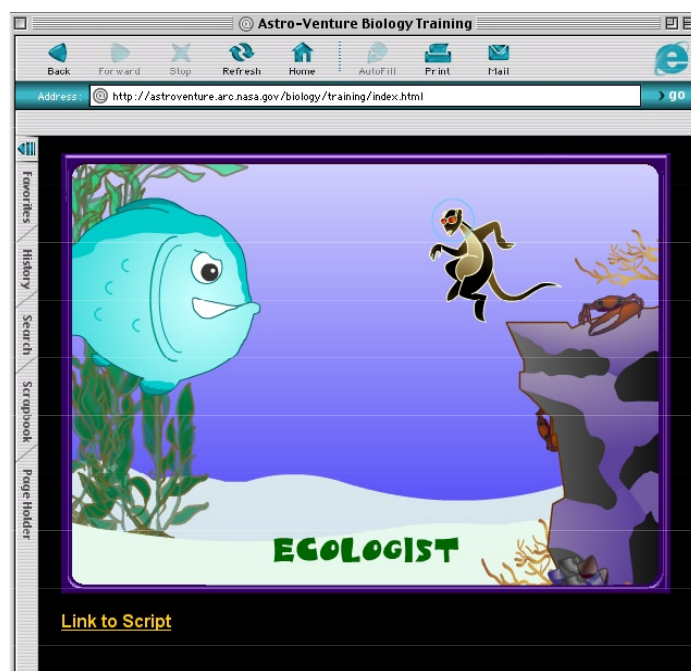 @ Astro-Venture Biology Training
Back Forward Stop Refresh Home AutoFill Print Mail
Address: @ http://astroventure.arc.nasa.gov/biology/training/index.html go
Favorites
History
Search
Scrapbook
Page Holder
ECOLOGIST
Link to Script